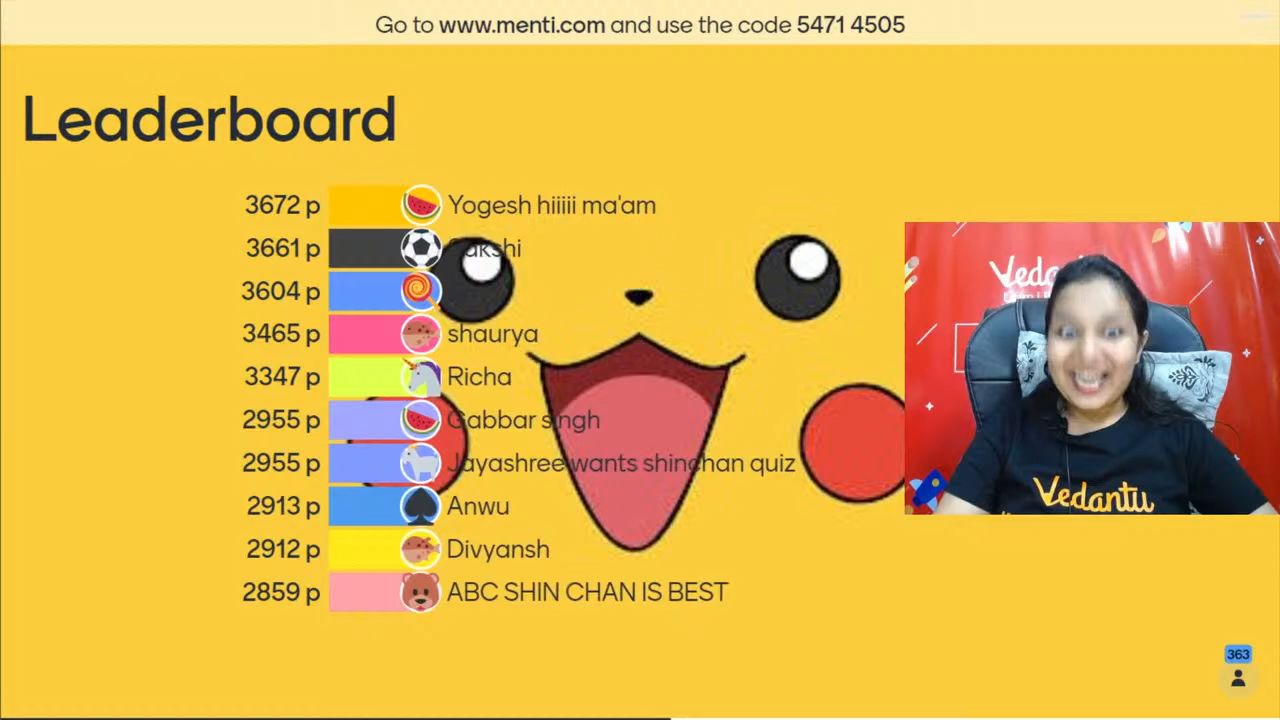 Go to www.menti.com and use the code 5471 4505
Leaderboard
3672 p Yogesh hiiiii ma'am
3661 p Sakshi
3604 p
3465 p shaurya
3347 p Richa
2955 p Gabbar singh
2955 p Jayashree wants shinchan quiz
2913 p Anwu
2912 p Divyansh
2859 p ABC SHIN CHAN IS BEST
Vedantu
363